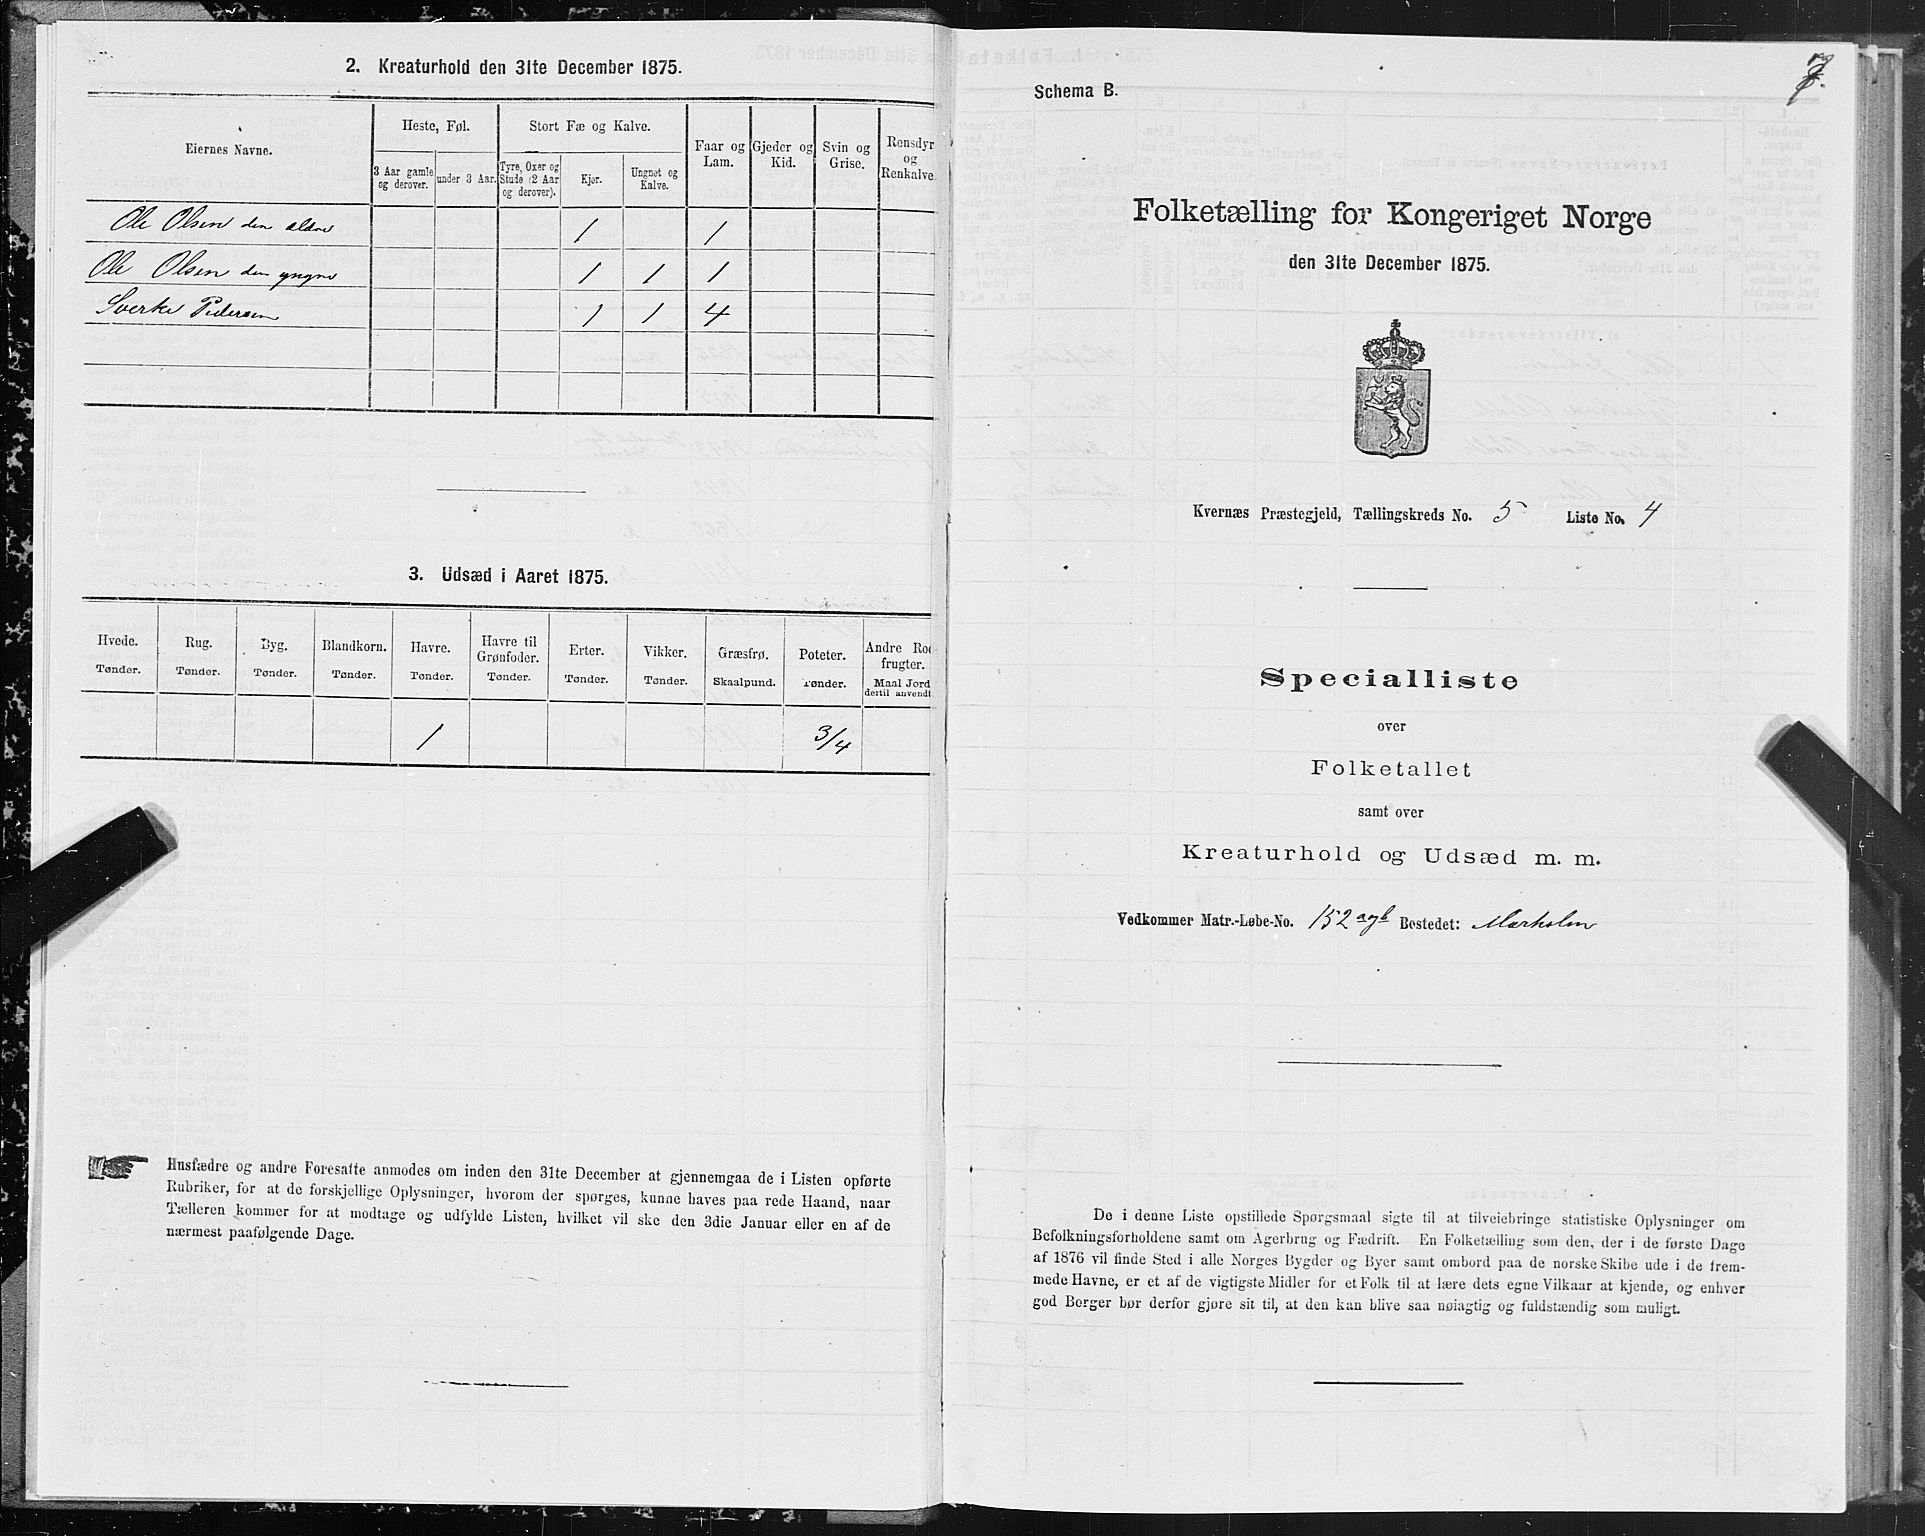 2. Kreaturhold den 31te December 1875.
Eiernes Navne.
Heste, Føl.
Stort Fæ og Kalve.
Faar og Lam.
Gjeder og Kid.
Svin og Grise.
Rensdyr og Renkalve.
3 Aar gamle og derover.
under 3 Aar.
Tyre, Oxer og Stude (2 Aar og derover).
Kjør.
Ungnøt og Kalve.
Ole Olsen den ældre 1 1
Ole Olsen den yngre 1 1 1
Sverke Pedersen 1 1 4
3. Udsæd i Aaret 1875.
Hvede. Rug. Byg. Blandkorn. Havre. Havre til Grønfoder. Erter. Vikker. Græsfrø. Poteter. Andre Rodfrugter.
Tønder. Tønder. Tønder. Tønder. Tønder. Tønder. Tønder. Tønder. Skaalpund. Tønder. Maal Jord dertil anvendt.
1 3/4
Husfædre og andre Foresatte anmodes om inden den 31te December at gjennemgaa de i Listen opførte
Rubriker, for at de forskjellige Oplysninger, hvorom der spørges, kunne haves paa rede Haand, naar
Tælleren kommer for at modtage og udfylde Listen, hvilket vil ske den 3die Januar eller en af de
nærmest paafølgende Dage.
7.
Schema B.
Folketælling for Kongeriget Norge
den 31te December 1875.
Kvernæs Præstegjeld, Tællingskreds No. 5 Liste No. 4
Specialliste
over
Folketallet
samt over
Kreaturhold og Udsæd m. m.
Vedkommer Matr.-Løbe-No. 152 a og b Bostedet:
De i denne Liste opstillede Spørgsmaal sigte til at tilveiebringe statistiske Oplysninger om
Befolkningsforholdene samt om Agerbrug og Fædrift. En Folketælling som den, der i de første Dage
af 1876 vil finde Sted i alle Norges Bygder og Byer samt ombord paa de norske Skibe ude i de frem-
mede Havne, er et af de vigtigste Midler for et Folk til at lære dets egne Vilkaar at kjende, og enhver
god Borger bør derfor gjøre sit til, at den kan blive saa nøiagtig og fuldstændig som muligt.